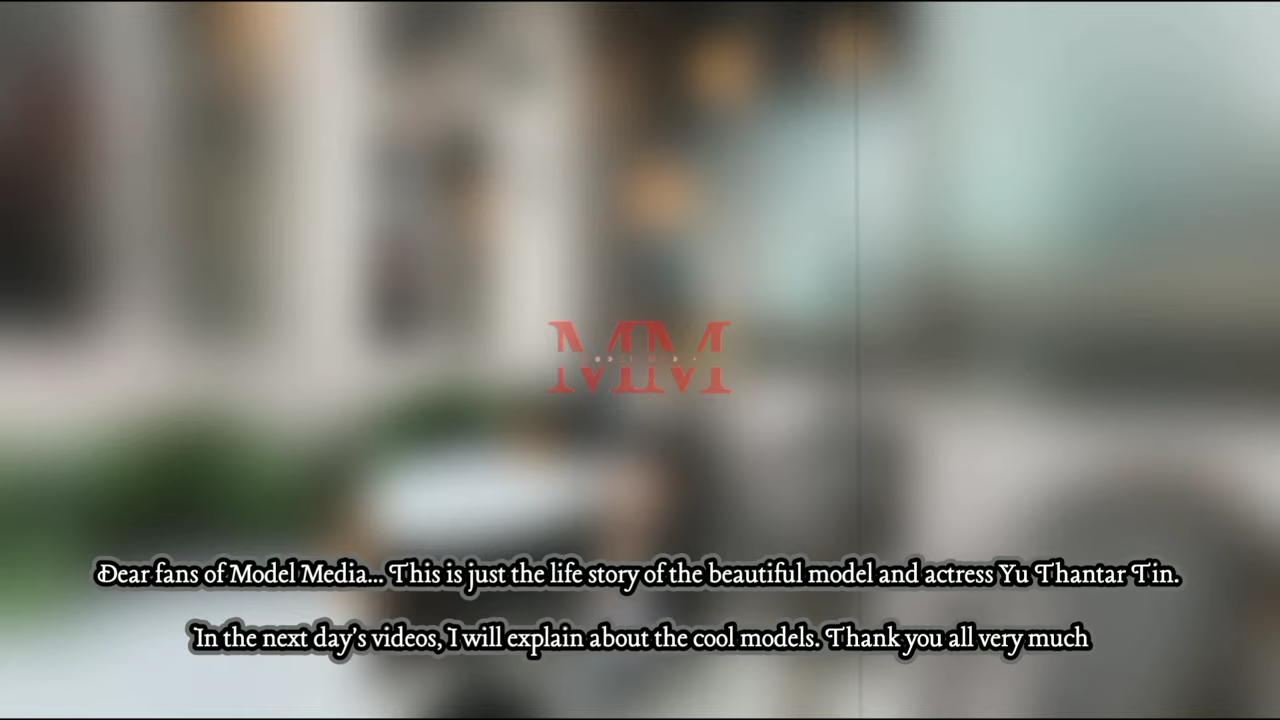 MM
Dear fans of Model Media... This is just the life story of the beautiful model and actress Yu Thantar Tin.
In the next day's videos, I will explain about the cool models. Thank you all very much